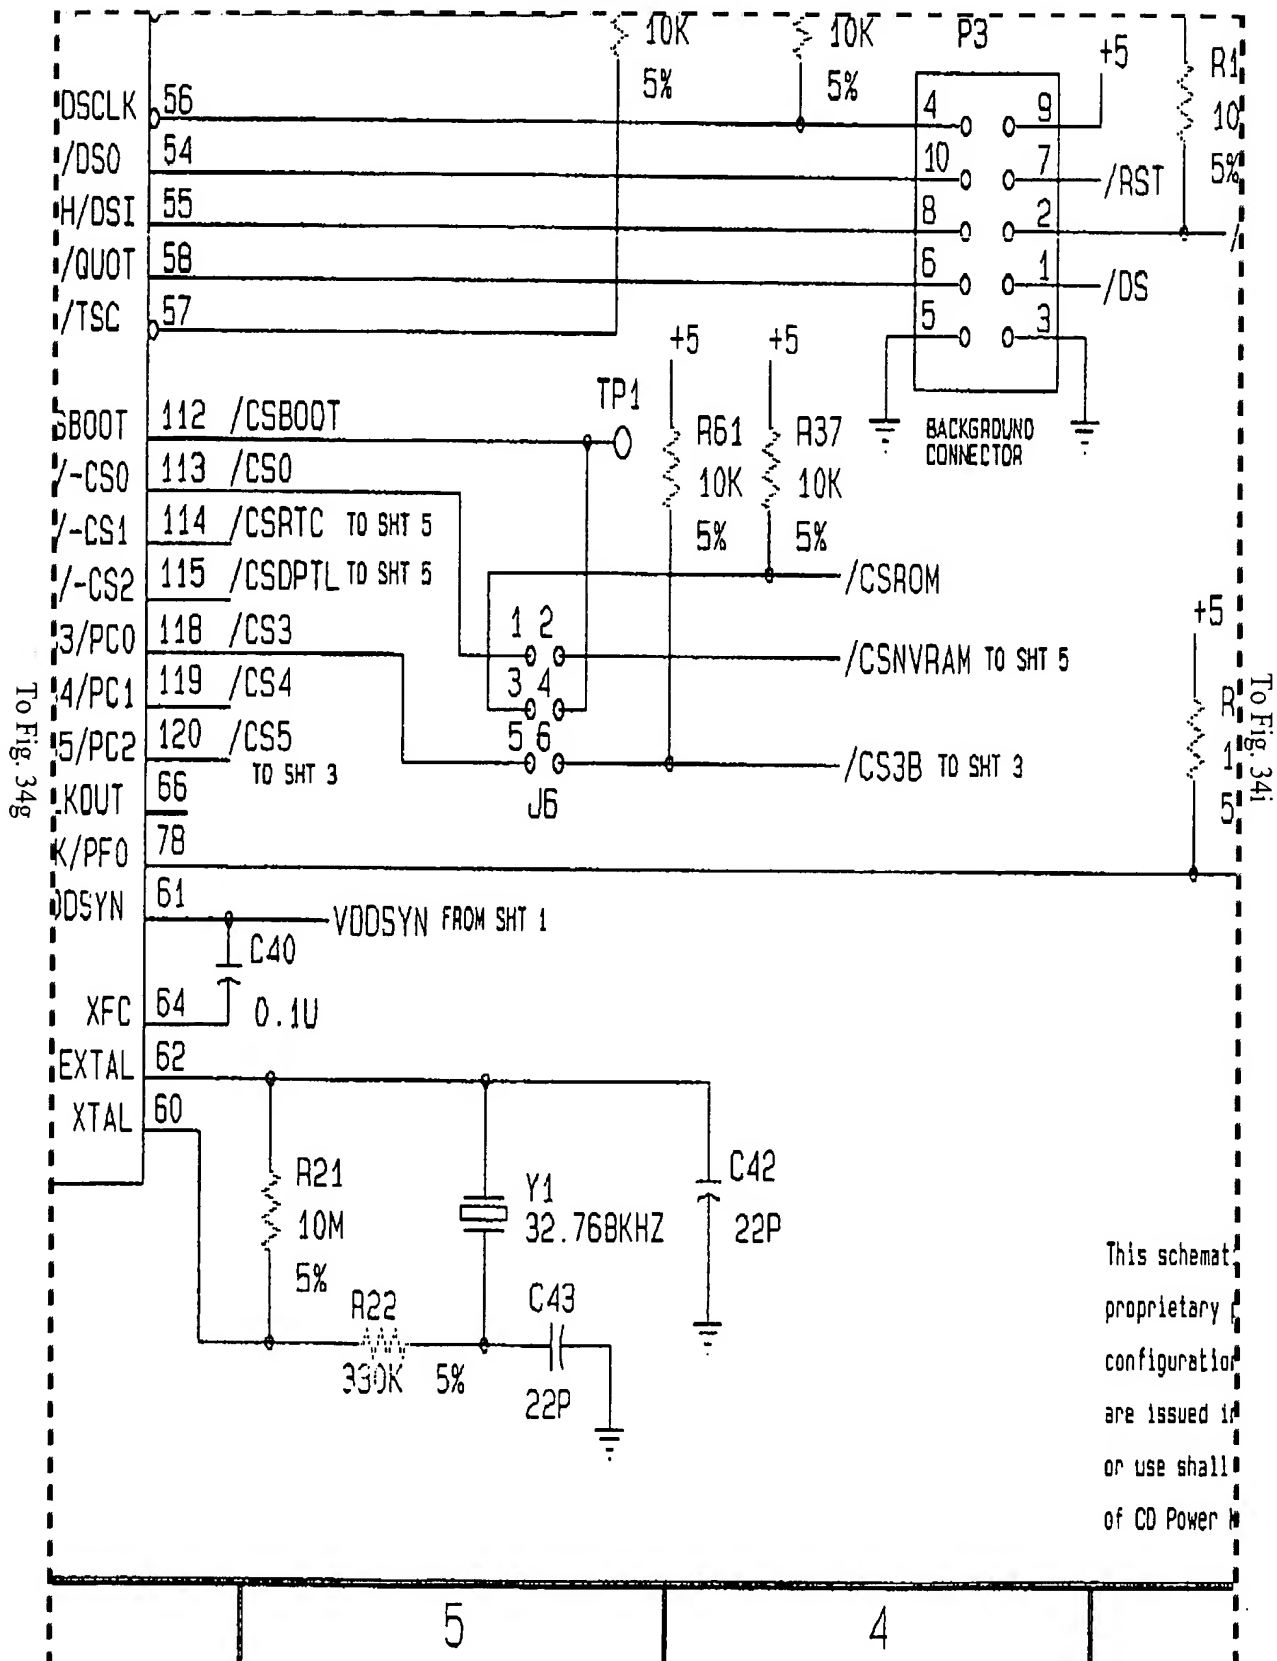 10K
5%
10K
5%
P3
+5
R1
10
5%
DSCLK 56
/DSO 54
H/DSI 55
/QUOT 58
/TSC 57
4 9
10 7
8 2
6 1
5 3
/RST
/
/DS
BACKGROUND
CONNECTOR
SBOOT 112 /CSBOOT
/-CS0 113 /CS0
/-CS1 114 /CSRTC TO SHT 5
/-CS2 115 /CSDPTL TO SHT 5
3/PC0 118 /CS3
4/PC1 119 /CS4
5/PC2 120 /CS5
TO SHT 3
TP1
+5
R61
10K
5%
+5
R37
10K
5%
/CSROM
/CSNVRAM TO SHT 5
/CS3B TO SHT 3
1 2
3 4
5 6
J6
+5
R
1
5
To Fig. 34g
To Fig. 34i
LKOUT 66
K/PF0 78
DDSYN 61
VDDSYN FROM SHT 1
C40
0.1U
XFC 64
EXTAL 62
XTAL 60
R21
10M
5%
R22
330K 5%
Y1
32.768KHZ
C43
22P
C42
22P
This schemat
proprietary
configuration
are issued in
or use shall
of CD Power
5 4